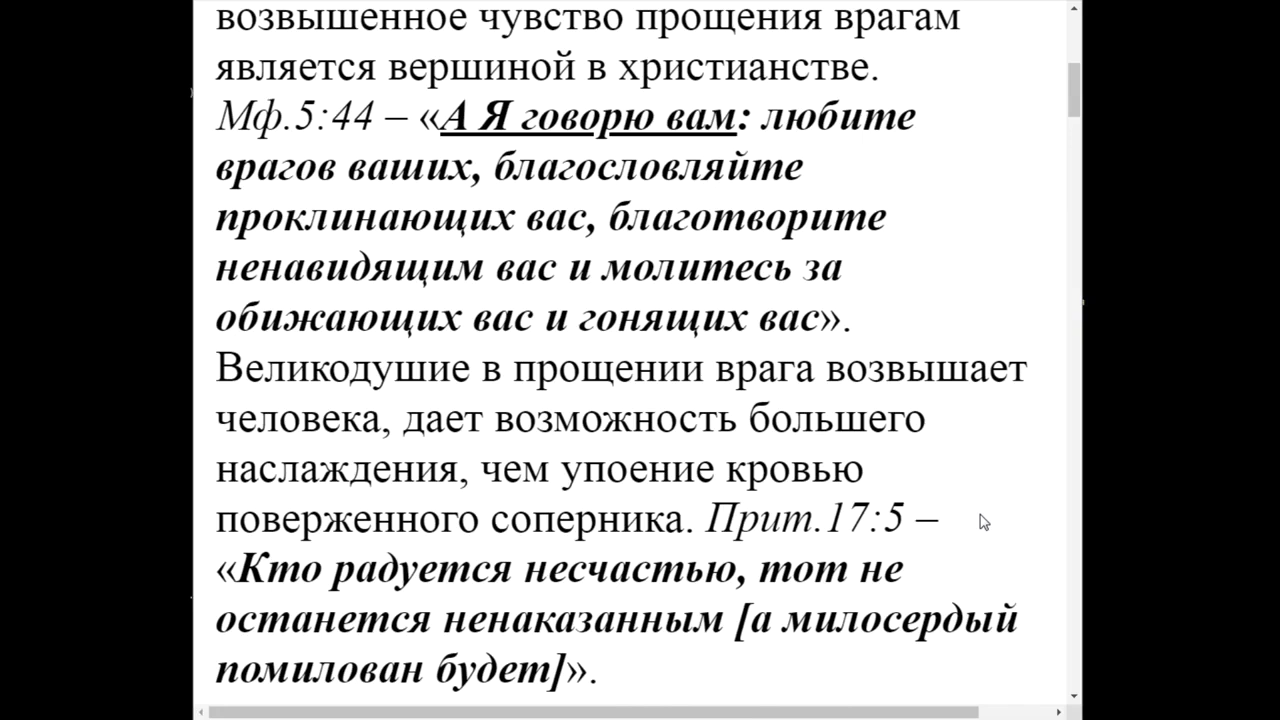 возвышенное чувство прощения врагам
является вершиной в христианстве.
Мф.5:44 – «А Я говорю вам: любите
врагов ваших, благословляйте
проклинающих вас, благотворите
ненавидящим вас и молитесь за
обижающих вас и гонящих вас».
Великодушие в прощении врага возвышает
человека, дает возможность большего
наслаждения, чем упоение кровью
поверженного соперника. Прит.17:5 –
«Кто радуется несчастью, тот не
останется ненаказанным [а милосердый
помилован будет]».